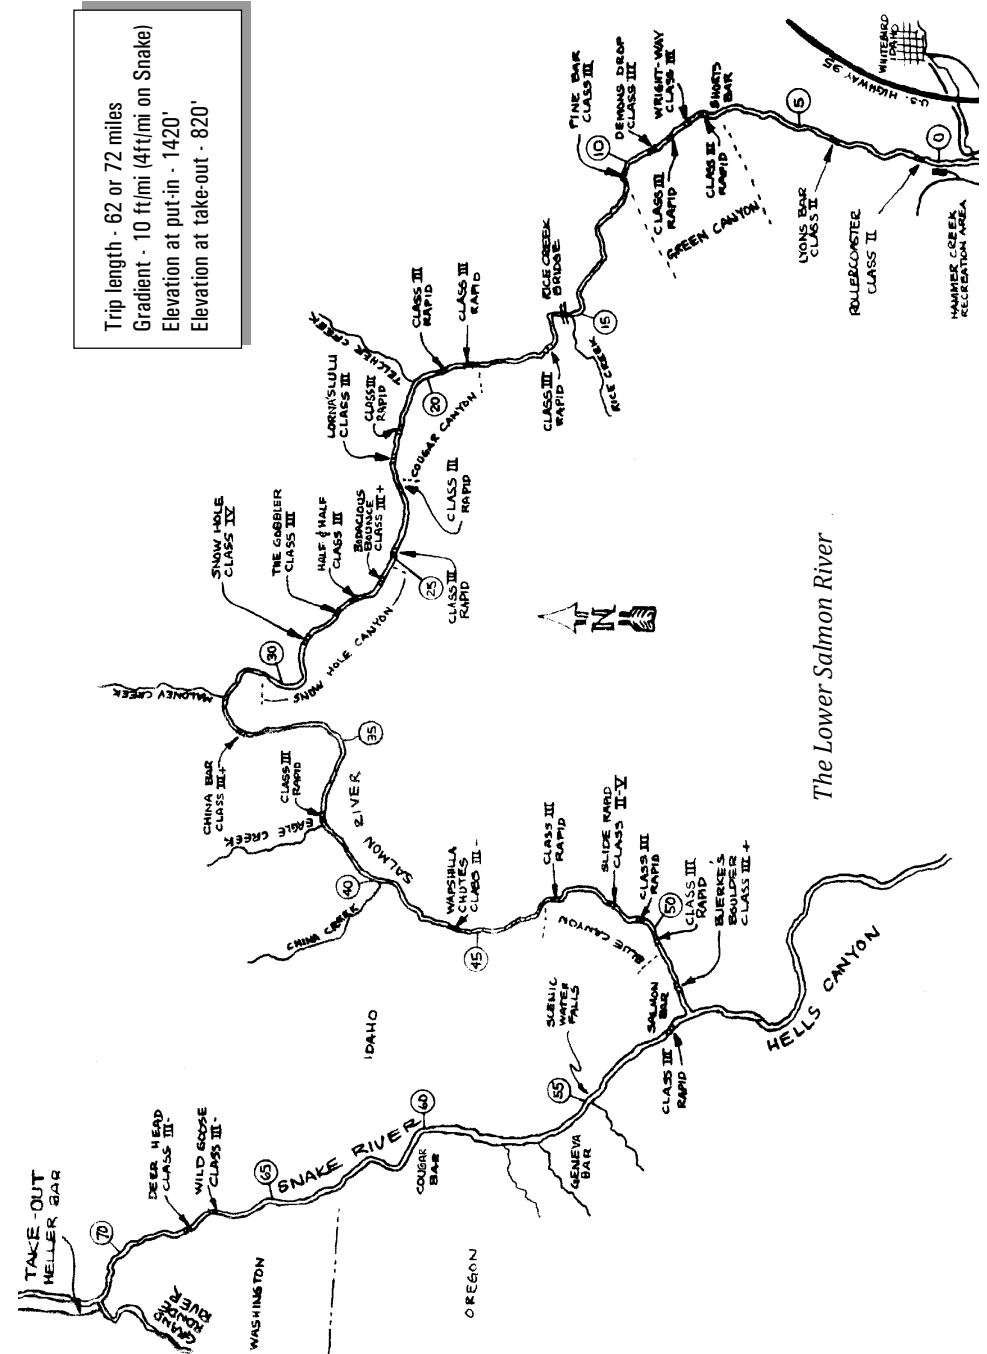 Trip length - 62 or 72 miles
Gradient - 10 ft/mi (4ft/mi on Snake)
Elevation at put-in - 1420'
Elevation at take-out - 820'
TAKE-OUT
HELLER BAR
GRAND
RONDE
RIVER
70
DEER HEAD
CLASS III-
WILD GOOSE
CLASS III-
65
SNAKE RIVER
WASHINGTON
OREGON
IDAHO
60
COUGAR
BAR
GENEVA
BAR
55
SCENIC
WATER
FALLS
CLASS III
RAPID
SALMON
BAR
HELLS CANYON
BJERKE'S
BOULDER
CLASS III+
CLASS III
RAPID
50
CLASS III
RAPID
SLIDE RAPID
CLASS II-V
CLASS III
RAPID
BLUE CANYON
45
WAPSHILLA
CHUTES
CLASS III-
CHINA CREEK
40
SALMON
RIVER
EAGLE CREEK
CLASS III
RAPID
35
CHINA BAR
CLASS III+
MALONEY CREEK
30
SNOW HOLE CANYON
SNOW HOLE
CLASS IV
THE GOBBLER
CLASS III
HALF & HALF
CLASS III
BODACIOUS
BOUNCE
CLASS III+
25
CLASS III
RAPID
CLASS III
RAPID
COUGAR CANYON
LORNA'S LULU
CLASS III
CLASS III
RAPID
TELCHER CREEK
20
CLASS III
RAPID
CLASS III
RAPID
CLASS III
RAPID
RICE CREEK
BRIDGE
RICE CREEK
15
PINE BAR
CLASS III
10
DEMONS DROP
CLASS III
WRIGHT-WAY
CLASS III
SHORTS
BAR
CLASS III
RAPID
CLASS II
RAPID
GREEN CANYON
5
LYONS BAR
CLASS II
ROLLERCOASTER
CLASS II
0
HAMMER CREEK
RECREATION AREA
U.S. HIGHWAY 95
WHITEBIRD
IDAHO
N
The Lower Salmon River